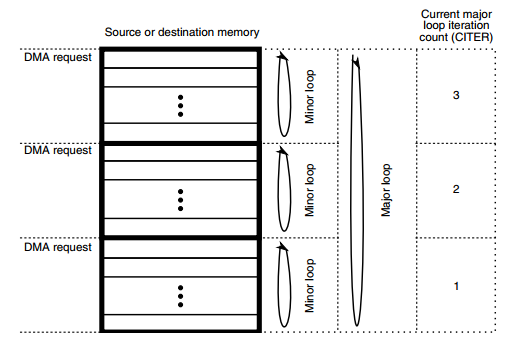 Current major
loop iteration
count (CITER)
Source or destination memory
DMA request
Minor loop
3
DMA request
Minor loop
Major loop
2
DMA request
Minor loop
1